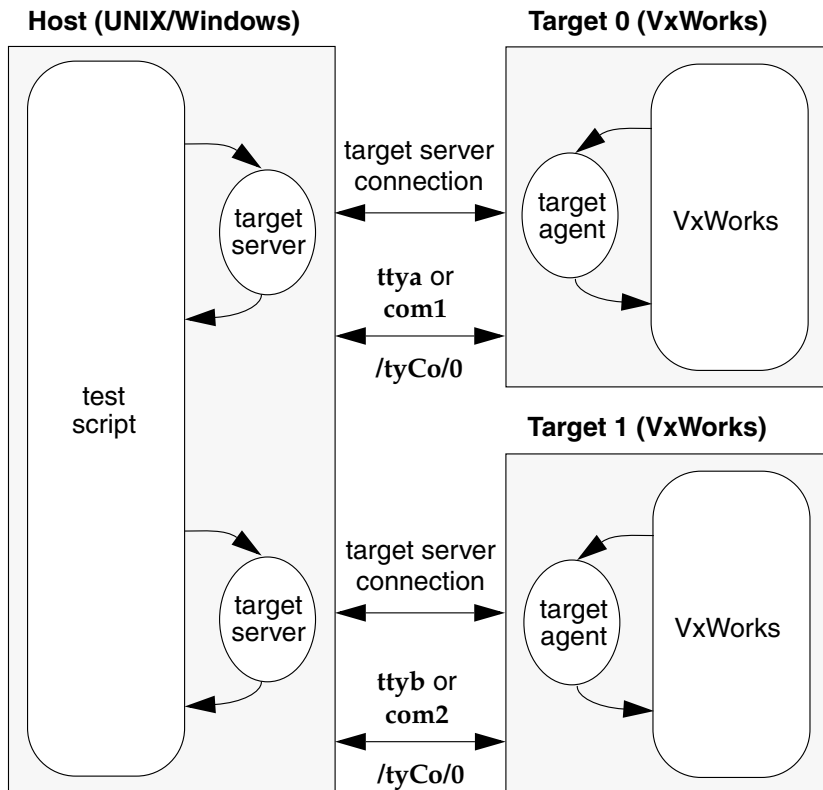 Host (UNIX/Windows)
Target 0 (VxWorks)
target server
connection
target
server
target
agent
VxWorks
ttya or
com1
/tyCo/0
test
script
Target 1 (VxWorks)
target server
connection
target
server
target
agent
VxWorks
ttyb or
com2
/tyCo/0